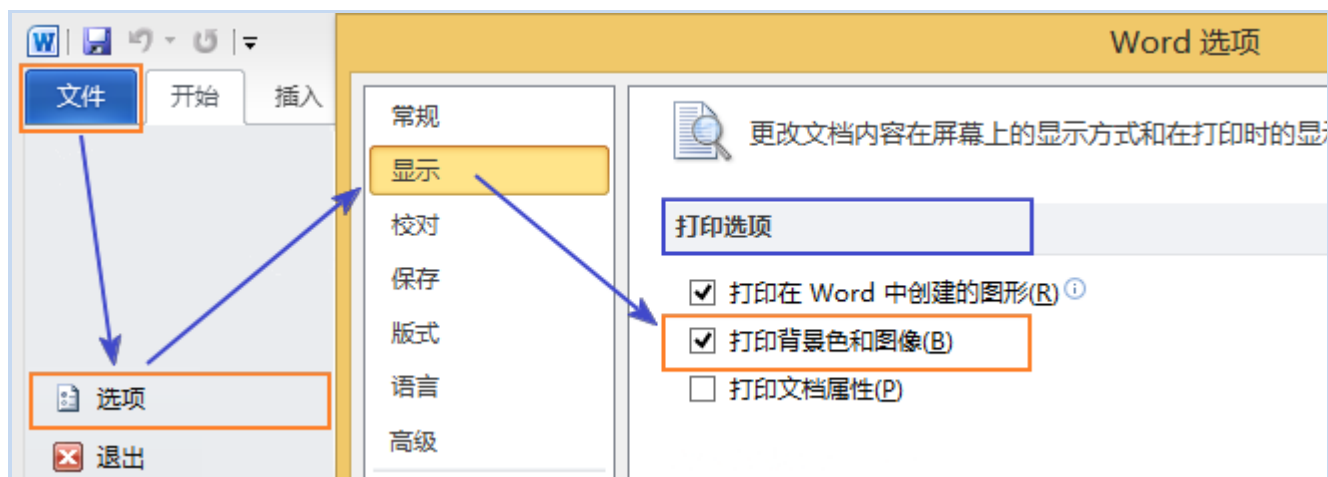 W
Word 选项
文件
开始
插入
选项
退出
常规
显示
校对
保存
版式
语言
高级
更改文档内容在屏幕上的显示方式和在打印时的显
打印选项
打印在 Word 中创建的图形(R)
打印背景色和图像(B)
打印文档属性(P)